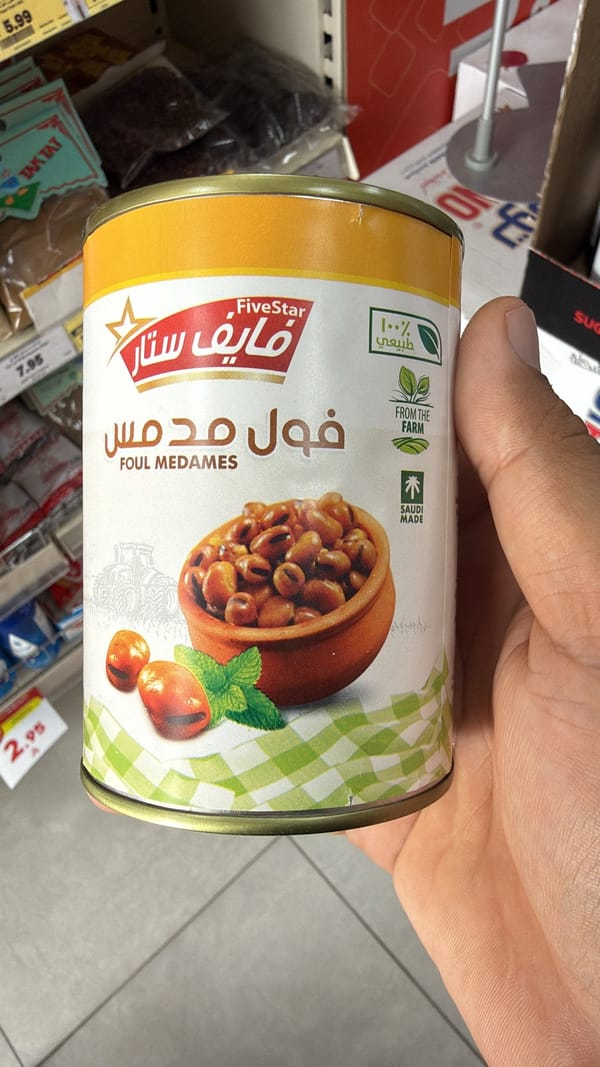 5.99
TAKTAT
7.95
2.95
FiveStar
فايف ستار
١٠٠٪
طبيعي
FROM THE
FARM
SAUDI
MADE
فول مدمس
FOUL MEDAMES